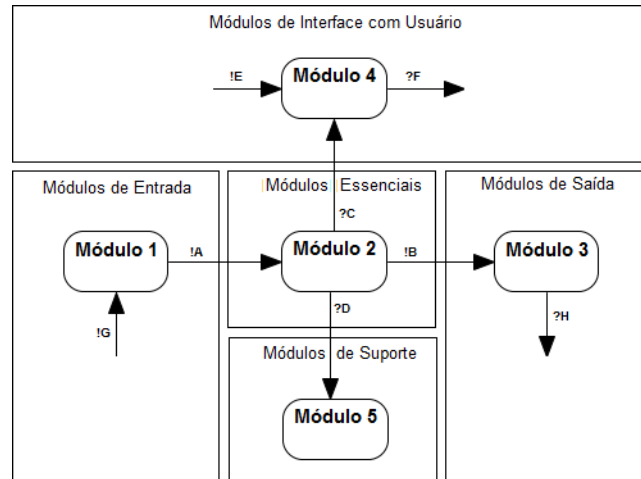 Módulos de Interface com Usuário
!E
Módulo 4
?F
Módulos de Entrada
Módulos Essenciais
Módulos de Saída
?C
Módulo 1
!A
Módulo 2
!B
Módulo 3
!G
?D
?H
Módulos de Suporte
Módulo 5